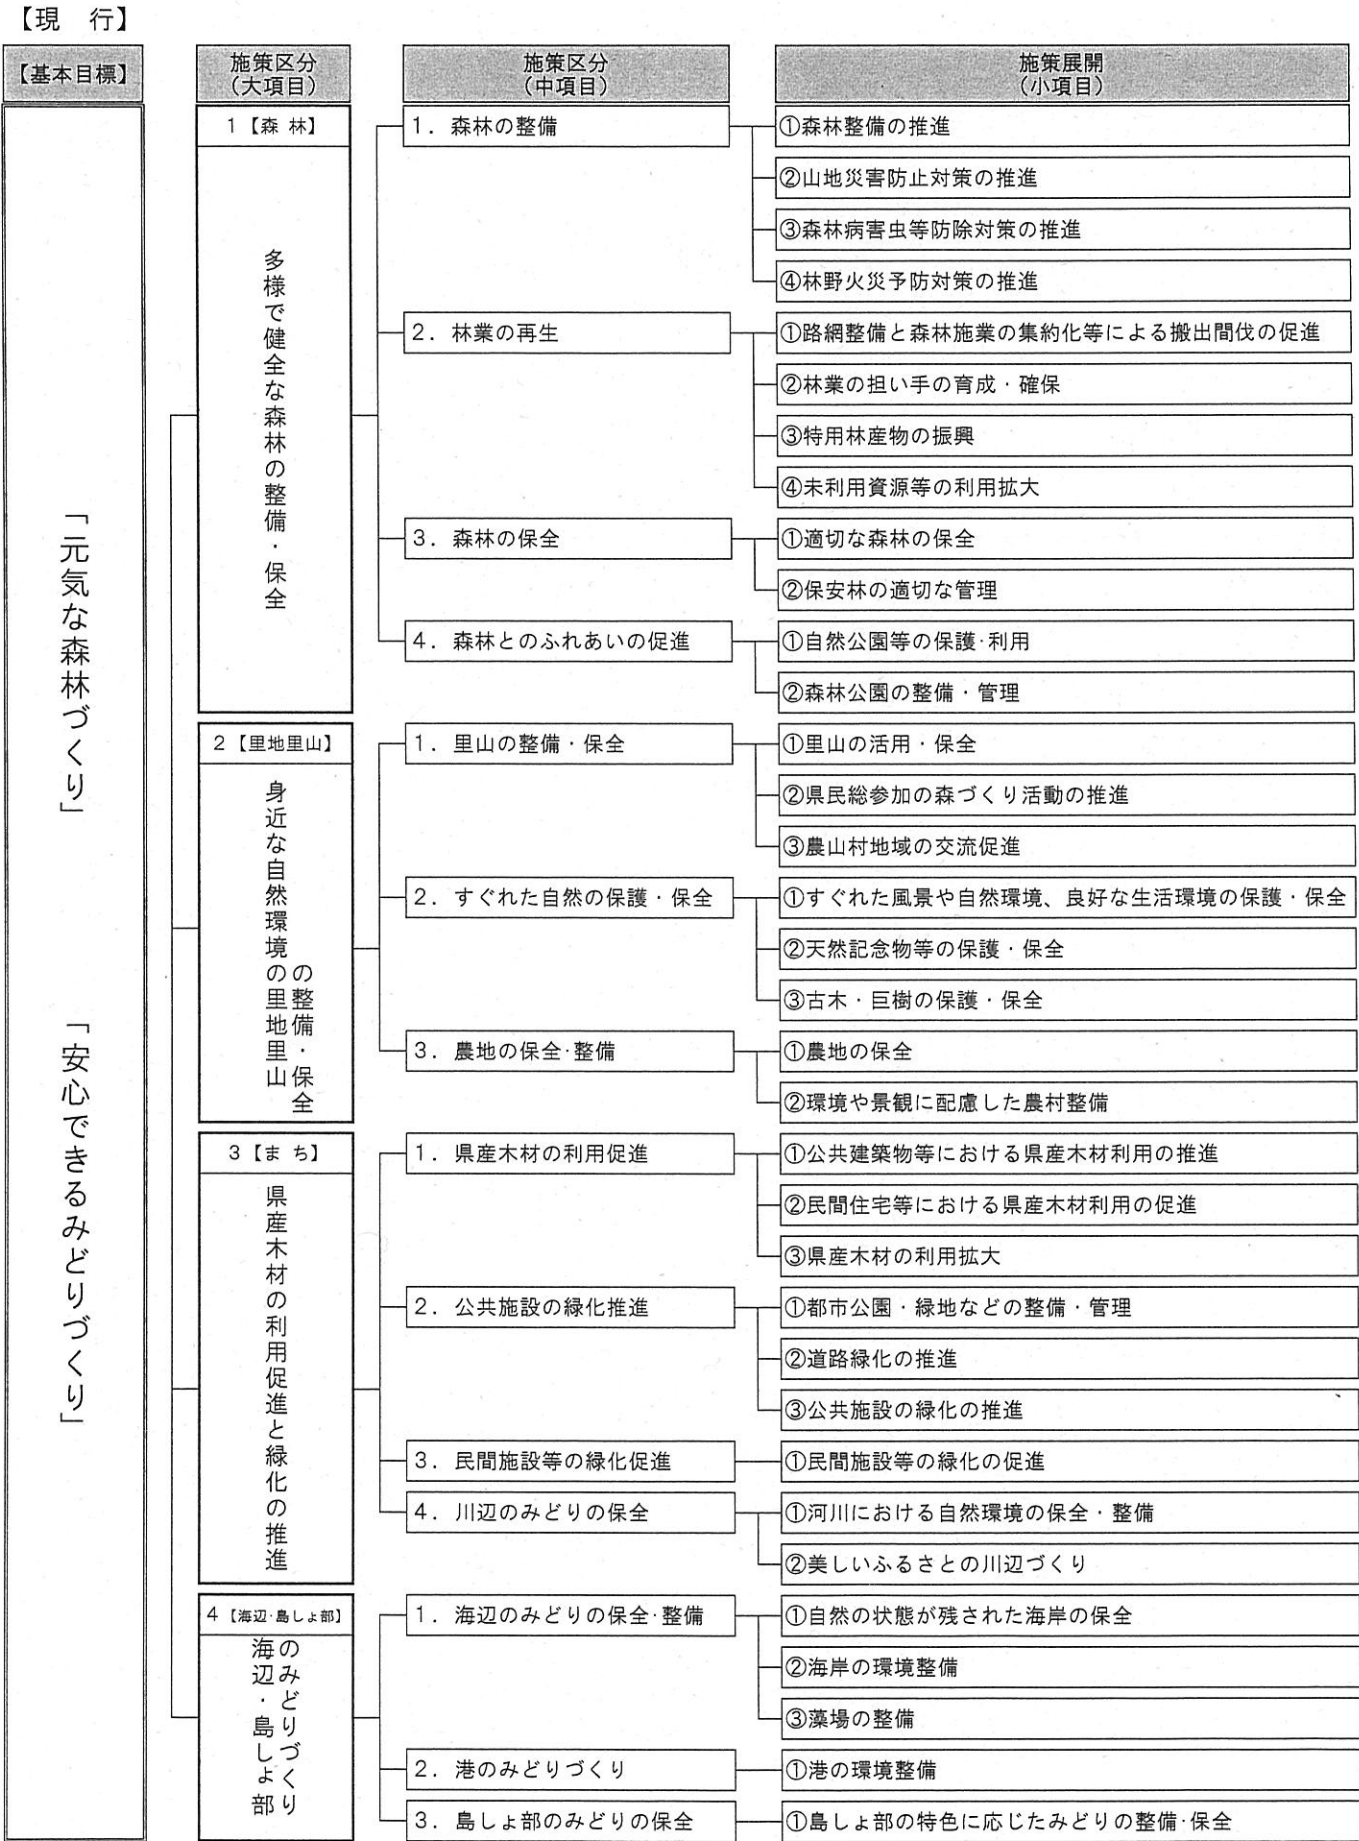 【現　行】
【基本目標】
施策区分
（大項目）
施策区分
（中項目）
施策展開
（小項目）
「元気な森林づくり」
「安心できるみどりづくり」
1【森 林】
多様で健全な森林の整備・保全
1．森林の整備
①森林整備の推進
②山地災害防止対策の推進
③森林病害虫等防除対策の推進
④林野火災予防対策の推進
2．林業の再生
①路網整備と森林施業の集約化等による搬出間伐の促進
②林業の担い手の育成・確保
③特用林産物の振興
④未利用資源等の利用拡大
3．森林の保全
①適切な森林の保全
②保安林の適切な管理
4．森林とのふれあいの促進
①自然公園等の保護・利用
②森林公園の整備・管理
2【里地里山】
身近な自然環境の里地里山
の整備・保全
1．里山の整備・保全
①里山の活用・保全
②県民総参加の森づくり活動の推進
③農山村地域の交流促進
2．すぐれた自然の保護・保全
①すぐれた風景や自然環境、良好な生活環境の保護・保全
②天然記念物等の保護・保全
③古木・巨樹の保護・保全
3．農地の保全・整備
①農地の保全
②環境や景観に配慮した農村整備
3【ま ち】
県産木材の利用促進と緑化の推進
1．県産木材の利用促進
①公共建築物等における県産木材利用の推進
②民間住宅等における県産木材利用の促進
③県産木材の利用拡大
2．公共施設の緑化推進
①都市公園・緑地などの整備・管理
②道路緑化の推進
③公共施設の緑化の推進
3．民間施設等の緑化促進
①民間施設等の緑化の促進
4．川辺のみどりの保全
①河川における自然環境の保全・整備
②美しいふるさとの川辺づくり
4【海辺・島しょ部】
海辺・島しょ部
のみどりづくり
1．海辺のみどりの保全・整備
①自然の状態が残された海岸の保全
②海岸の環境整備
③藻場の整備
2．港のみどりづくり
①港の環境整備
3．島しょ部のみどりの保全
①島しょ部の特色に応じたみどりの整備・保全